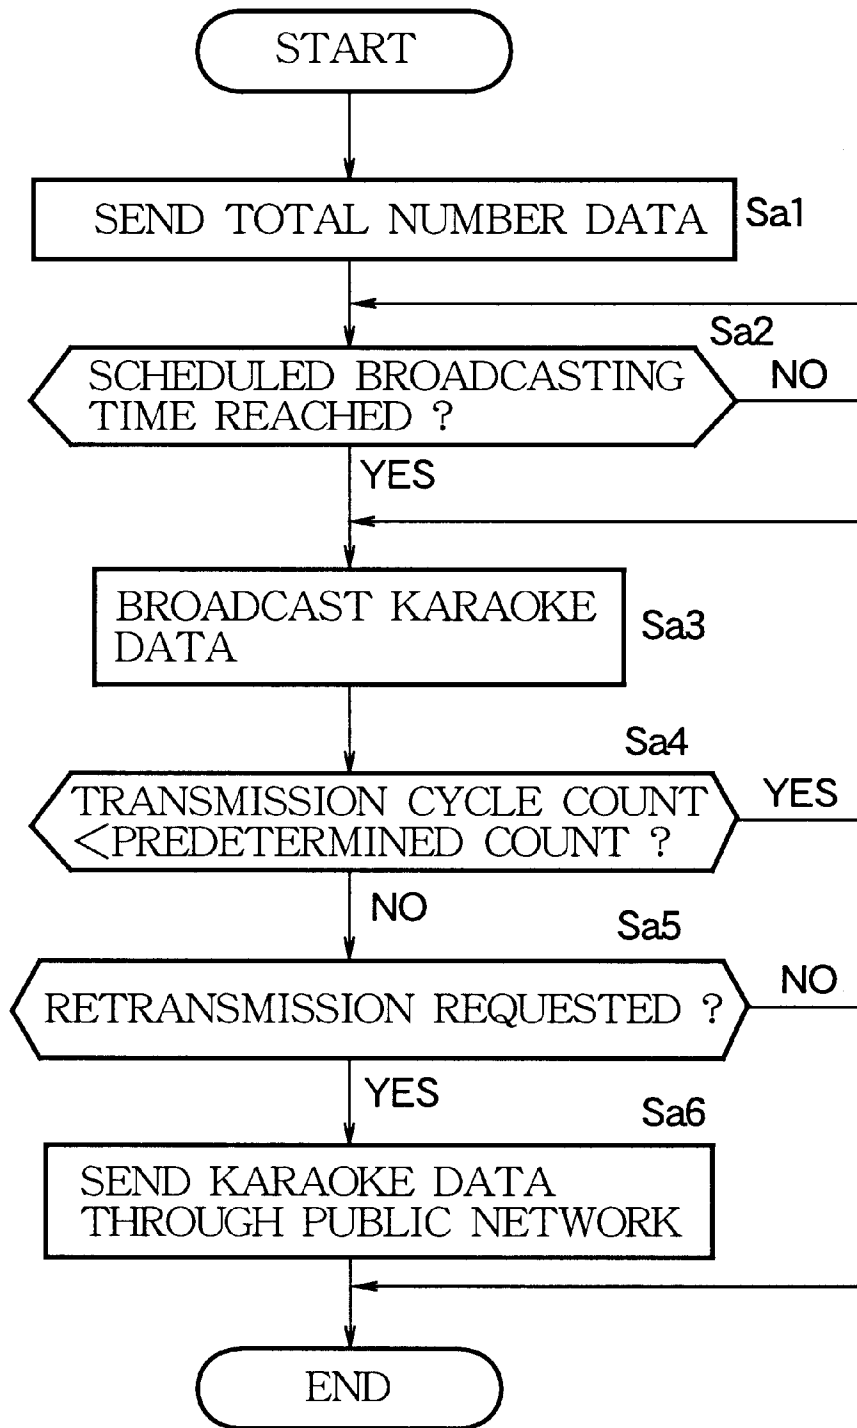 START
SEND TOTAL NUMBER DATA
Sa1
Sa2
SCHEDULED BROADCASTING
TIME REACHED ?
NO
YES
BROADCAST KARAOKE
DATA
Sa3
Sa4
TRANSMISSION CYCLE COUNT
<PREDETERMINED COUNT ?
YES
NO
Sa5
RETRANSMISSION REQUESTED ?
NO
YES
Sa6
SEND KARAOKE DATA
THROUGH PUBLIC NETWORK
END